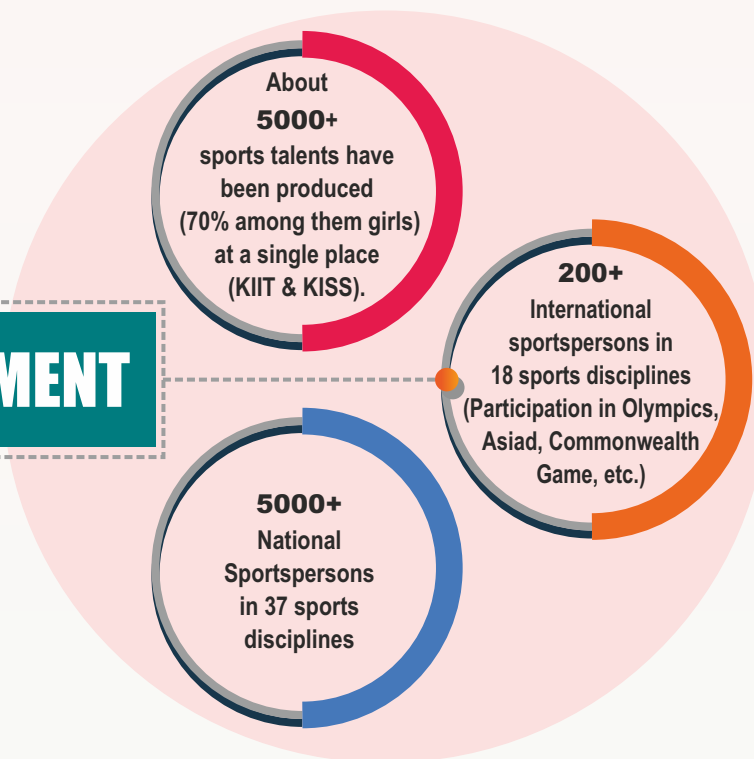 About
5000+
sports talents have
been produced
(70% among them girls)
at a single place
(KIIT & KISS).
200+
International
sportspersons in
18 sports disciplines
(Participation in Olympics,
Asiad, Commonwealth
Game, etc.)
MENT
5000+
National
Sportspersons
in 37 sports
disciplines